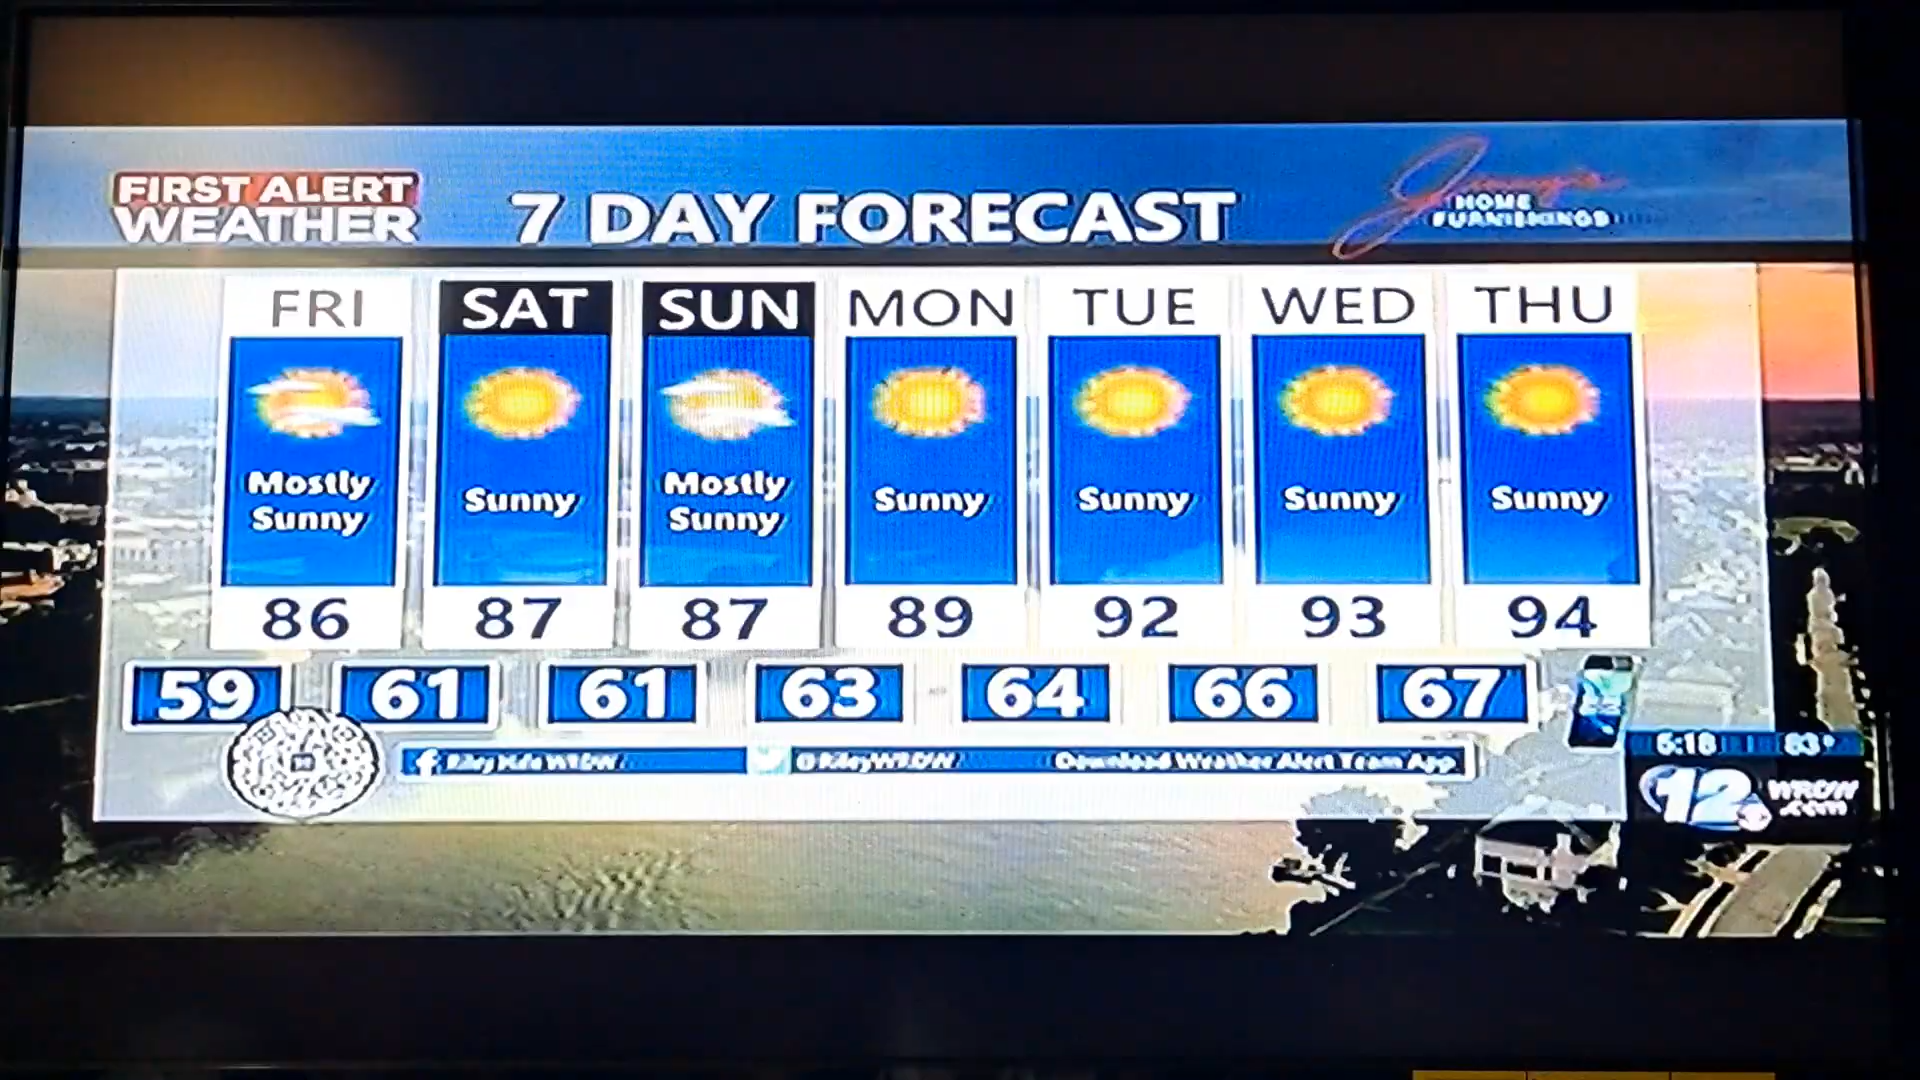 FIRST ALERT
WEATHER
7 DAY FORECAST
HOME
FURNISHINGS
FRI SAT SUN MON TUE WED THU
Mostly Sunny Sunny Mostly Sunny Sunny Sunny Sunny Sunny
86 87 87 89 92 93 94
59 61 61 63 64 66 67
@RileyWRDW Download Weather Alert Team App
83°
12 WRDW
.com